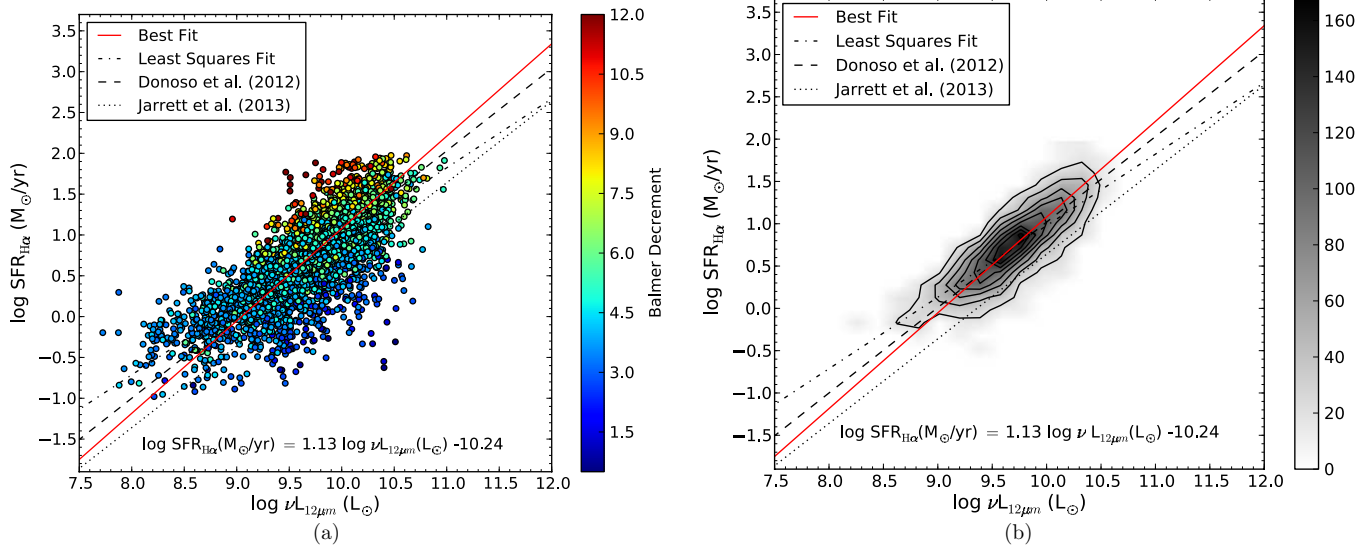 Best Fit
Least Squares Fit
Donoso et al. (2012)
Jarrett et al. (2013)
3.5
3.0
2.5
2.0
1.5
1.0
0.5
0.0
−0.5
−1.0
−1.5
log SFR_Hα (M_⊙/yr)
log SFR_Hα(M_⊙/yr) = 1.13 log νL_12μm(L_⊙) -10.24
7.5 8.0 8.5 9.0 9.5 10.0 10.5 11.0 11.5 12.0
log νL_12μm (L_⊙)
(a)
12.0
10.5
9.0
7.5
6.0
4.5
3.0
1.5
Balmer Decrement
Best Fit
Least Squares Fit
Donoso et al. (2012)
Jarrett et al. (2013)
3.5
3.0
2.5
2.0
1.5
1.0
0.5
0.0
−0.5
−1.0
−1.5
log SFR_Hα (M_⊙/yr)
log SFR_Hα(M_⊙/yr) = 1.13 log ν L_12μm(L_⊙) -10.24
7.5 8.0 8.5 9.0 9.5 10.0 10.5 11.0 11.5 12.0
log νL_12μm (L_⊙)
(b)
160
140
120
100
80
60
40
20
0